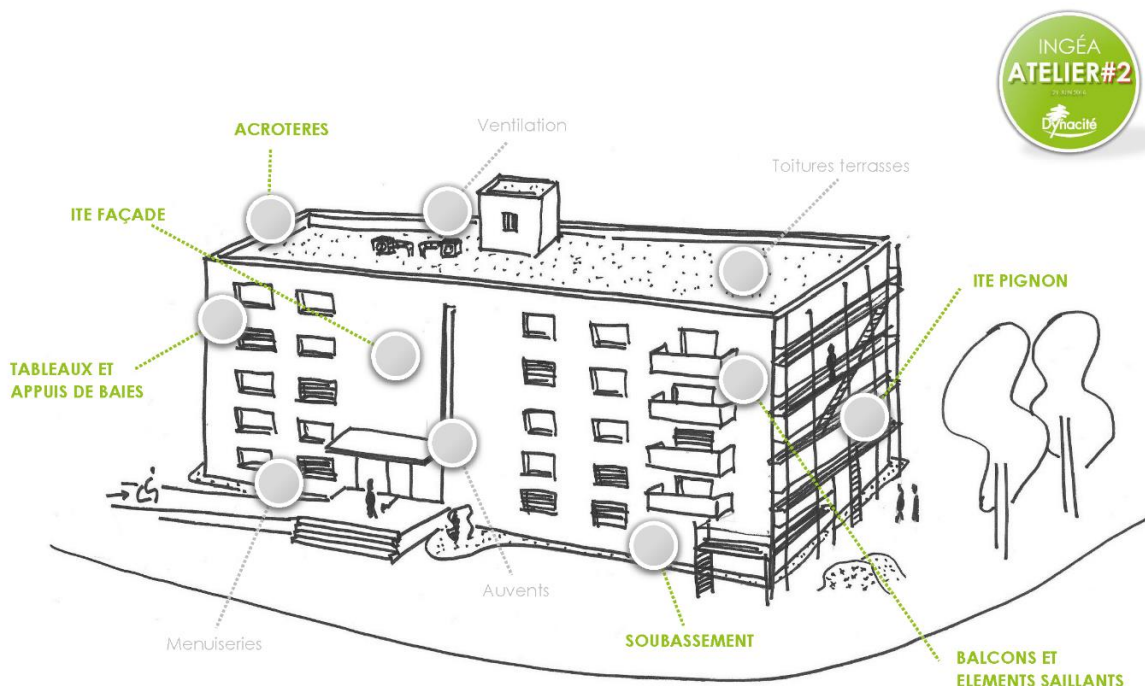 INGÉA
ATELIER#2
Dynacité
ACROTERES
Ventilation
Toitures terrasses
ITE FAÇADE
ITE PIGNON
TABLEAUX ET
APPUIS DE BAIES
Auvents
Menuiseries
SOUBASSEMENT
BALCONS ET
ELEMENTS SAILLANTS